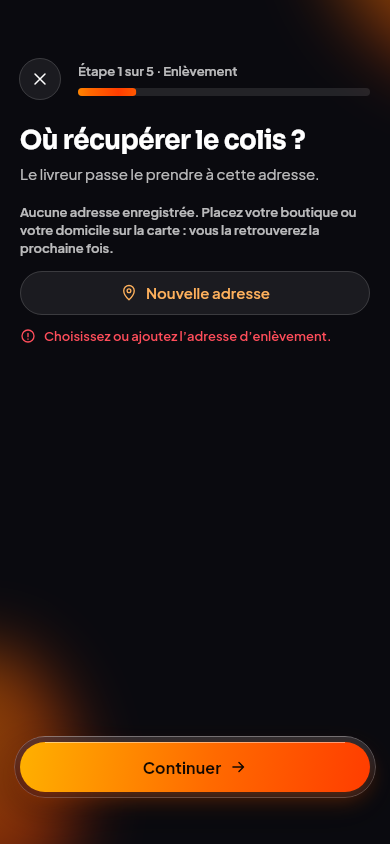 Étape 1 sur 5 · Enlèvement
Où récupérer le colis ?
Le livreur passe le prendre à cette adresse.
Aucune adresse enregistrée. Placez votre boutique ou
votre domicile sur la carte : vous la retrouverez la
prochaine fois.
Nouvelle adresse
Choisissez ou ajoutez l'adresse d'enlèvement.
Continuer →